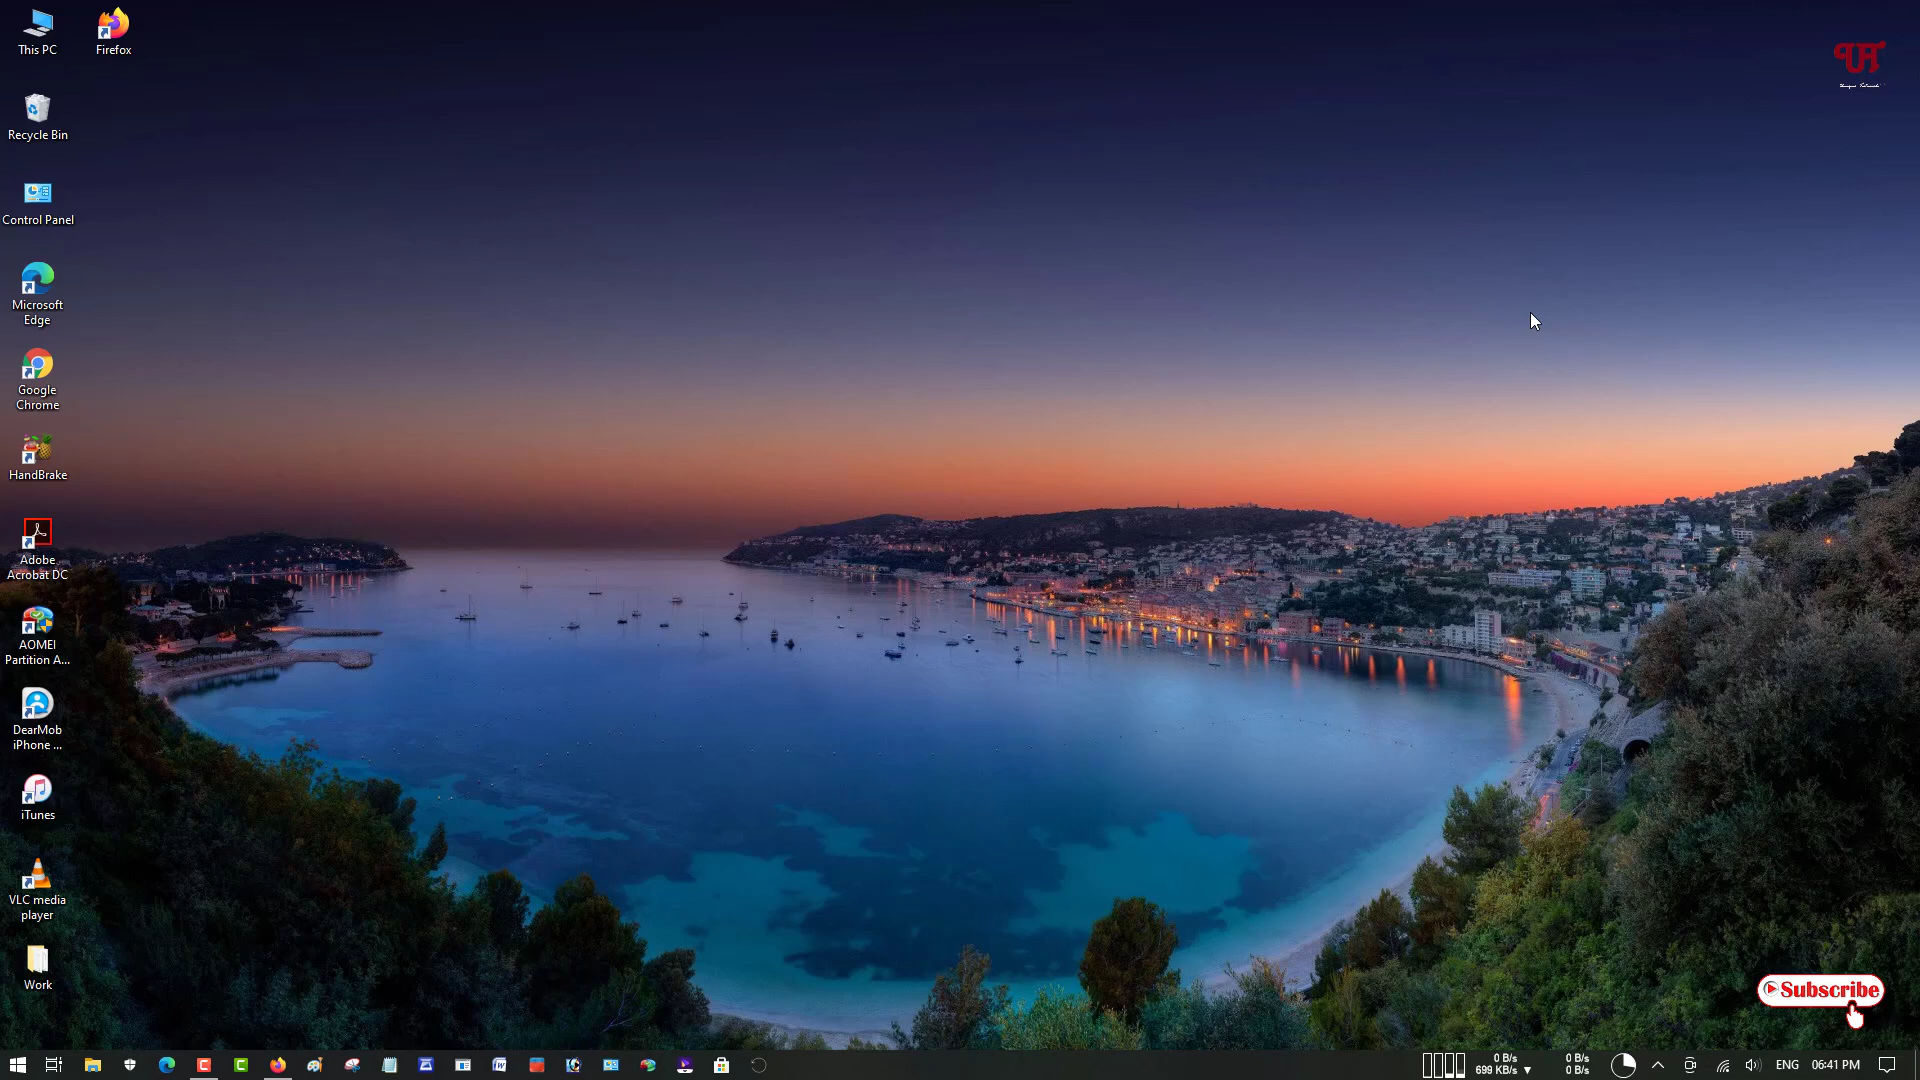 This PC
Firefox
Recycle Bin
Control Panel
Microsoft
Edge
Google
Chrome
HandBrake
Adobe
Acrobat DC
AOMEI
Partition A...
DearMob
iPhone ...
iTunes
VLC media
player
Work
Subscribe
0 B/s
699 KB/s
0 B/s
0 B/s
ENG
06:41 PM